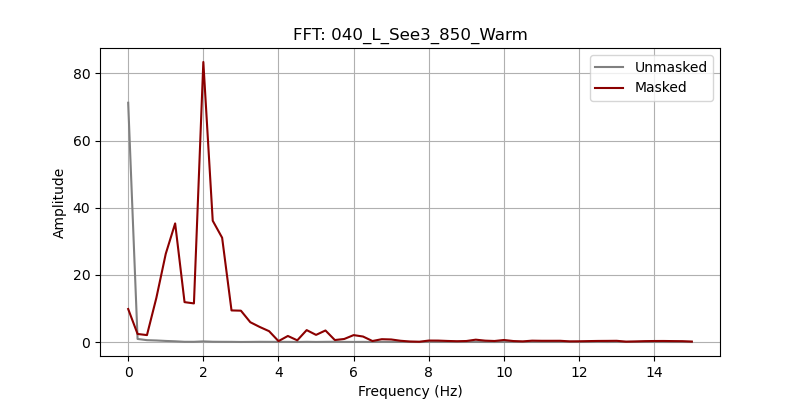 FFT: 040_L_See3_850_Warm
Unmasked
Masked
Amplitude
80
60
40
20
0
0 2 4 6 8 10 12 14
Frequency (Hz)